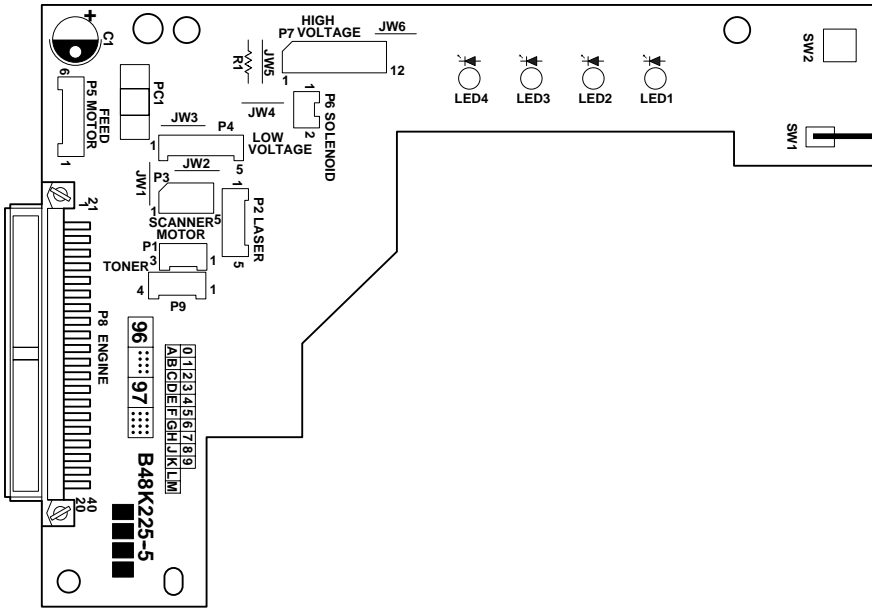 +
C1
HIGH
VOLTAGE
P7
JW6
1
12
R1
JW5
SW2
LED4
LED3
LED2
LED1
6
P5 MOTOR
FEED
1
PC1
JW4
1
P6 SOLENOID
2
SW1
JW3
P4
1
5
LOW
VOLTAGE
JW2
JW1
P3
1
5
SCANNER
MOTOR
1
P2 LASER
5
21
1
P1
3
1
TONER
4
1
P9
P8 ENGINE
96
97
0 1 2 3 4 5 6 7 8 9
A B C D E F G H J K L M
B48K225-5
40
20